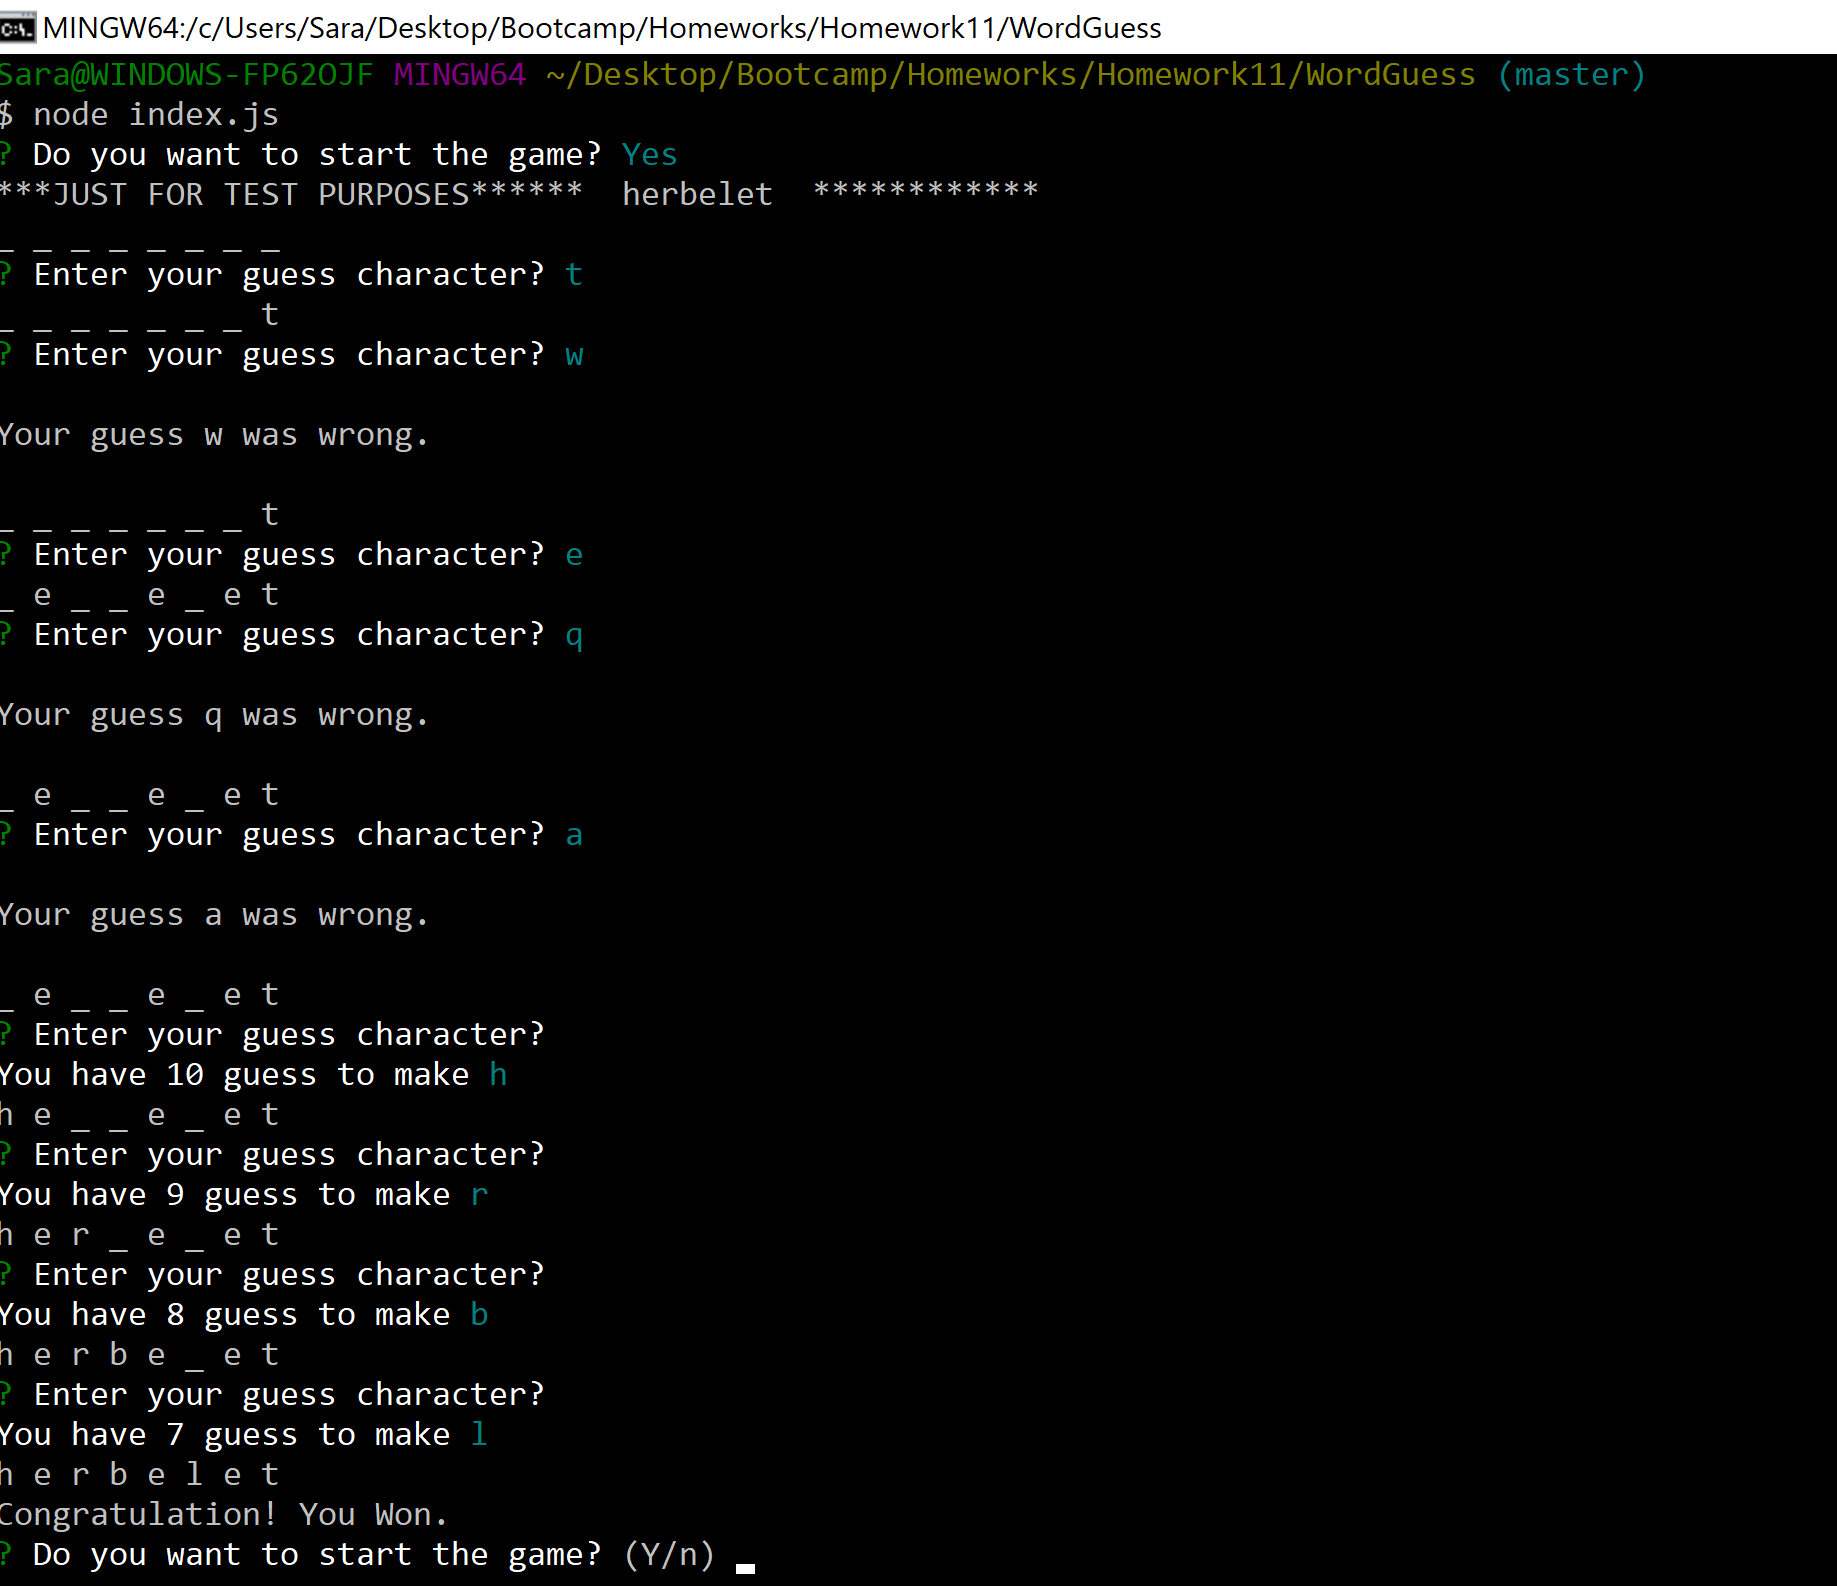 MINGW64:/c/Users/Sara/Desktop/Bootcamp/Homeworks/Homework11/WordGuess
Sara@WINDOWS-FP62OJF MINGW64 ~/Desktop/Bootcamp/Homeworks/Homework11/WordGuess (master)
$ node index.js
? Do you want to start the game? Yes
***JUST FOR TEST PURPOSES******  herbelet  ************
_ _ _ _ _ _ _ _
? Enter your guess character? t
_ _ _ _ _ _ _ t
? Enter your guess character? w
Your guess w was wrong.
_ _ _ _ _ _ _ t
? Enter your guess character? e
_ e _ _ e _ e t
? Enter your guess character? q
Your guess q was wrong.
_ e _ _ e _ e t
? Enter your guess character? a
Your guess a was wrong.
_ e _ _ e _ e t
? Enter your guess character?
You have 10 guess to make h
h e _ _ e _ e t
? Enter your guess character?
You have 9 guess to make r
h e r _ e _ e t
? Enter your guess character?
You have 8 guess to make b
h e r b e _ e t
? Enter your guess character?
You have 7 guess to make l
h e r b e l e t
Congratulation! You Won.
? Do you want to start the game? (Y/n)